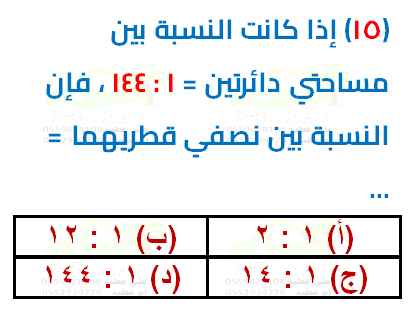 (١٥) إذا كانت النسبة بين
مساحتي دائرتين = ١ : ١٤٤ ، فإن
النسبة بين نصفي قطريهما =
...
(أ) ١ : ٢
(ب) ١ : ١٢
(ج) ١ : ١٤
(د) ١ : ١٤٤